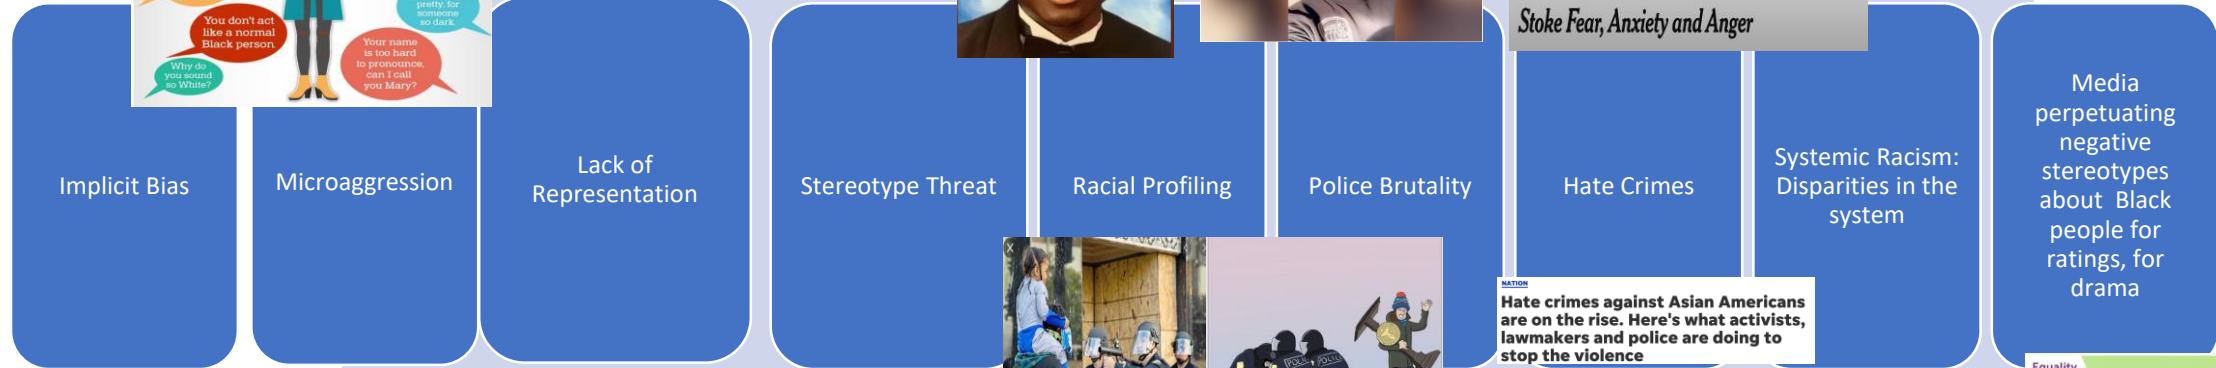 pretty, for
someone
so dark.
You don't act
like a normal
Black person.
Your name
is too hard
to pronounce,
can I call
you Mary?
Why do
you sound
so White?
Stoke Fear, Anxiety and Anger
Implicit Bias
Microaggression
Lack of
Representation
Stereotype Threat
Racial Profiling
Police Brutality
Hate Crimes
Systemic Racism:
Disparities in the
system
Media
perpetuating
negative
stereotypes
about Black
people for
ratings, for
drama
X
POLICE
NATION
Hate crimes against Asian Americans
are on the rise. Here's what activists,
lawmakers and police are doing to
stop the violence
Equality